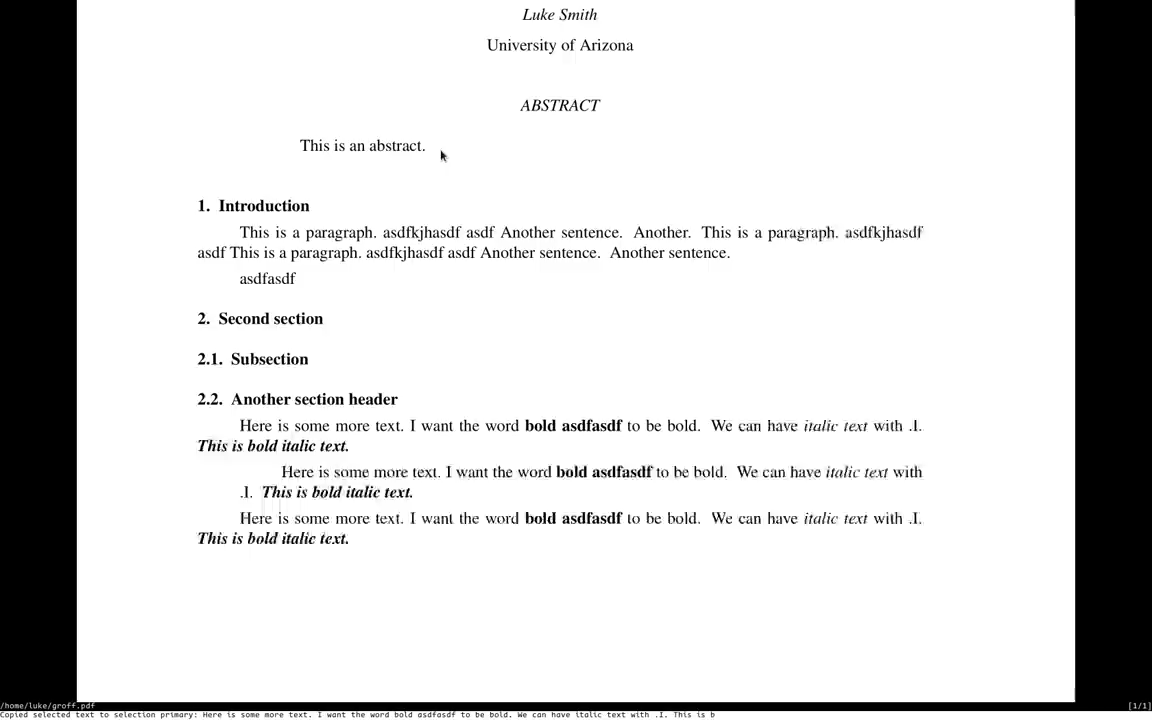 Luke Smith
University of Arizona
ABSTRACT
This is an abstract.
1. Introduction
This is a paragraph. asdfkjhasdf asdf Another sentence. Another. This is a paragraph. asdfkjhasdf
asdf This is a paragraph. asdfkjhasdf asdf Another sentence. Another sentence.
asdfasdf
2. Second section
2.1. Subsection
2.2. Another section header
Here is some more text. I want the word bold asdfasdf to be bold. We can have italic text with .I.
This is bold italic text.
Here is some more text. I want the word bold asdfasdf to be bold. We can have italic text with
.I. This is bold italic text.
Here is some more text. I want the word bold asdfasdf to be bold. We can have italic text with .I.
This is bold italic text.
/home/luke/groff.pdf [1/1]
Copied selected text to selection primary: Here is some more text. I want the word bold asdfasdf to be bold. We can have italic text with .I. This is b